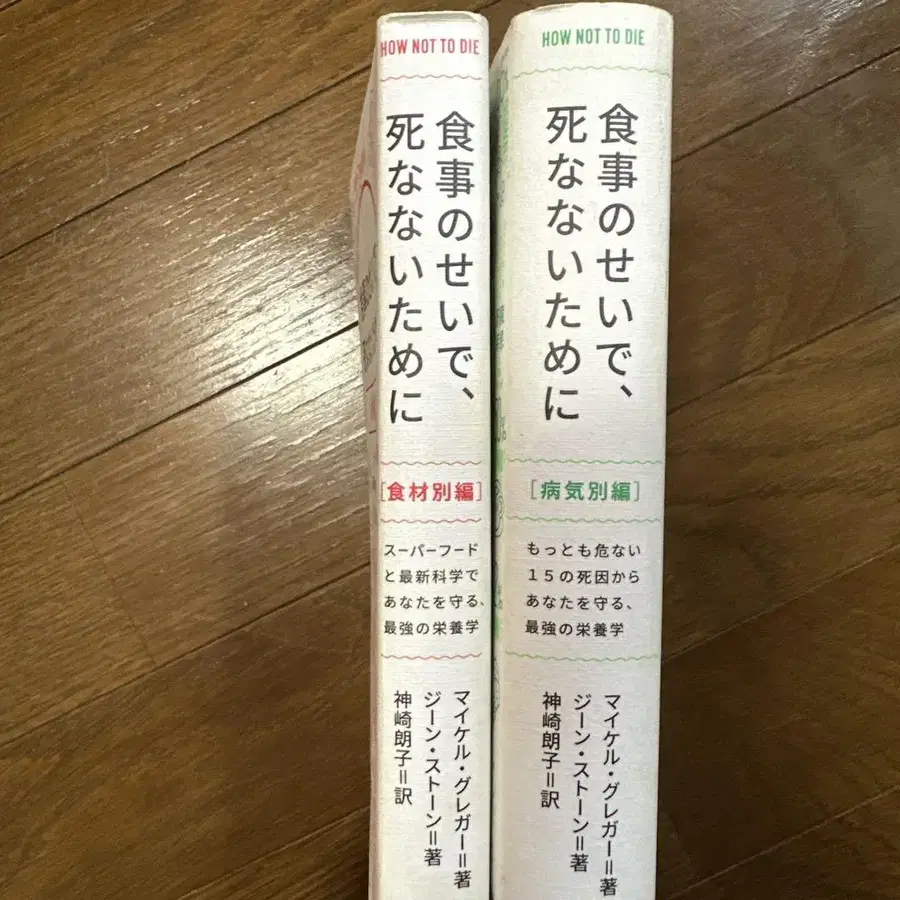 HOW NOT TO DIE
食事のせいで、
死なないために
[食材別編]
スーパーフード
と最新科学で
あなたを守る、
最強の栄養学
マイケル・グレガー=著
ジーン・ストーン=著
神崎朗子=訳
HOW NOT TO DIE
食事のせいで、
死なないために
[病気別編]
もっとも危ない
15の死因から
あなたを守る、
最強の栄養学
マイケル・グレガー=著
ジーン・ストーン=著
神崎朗子=訳